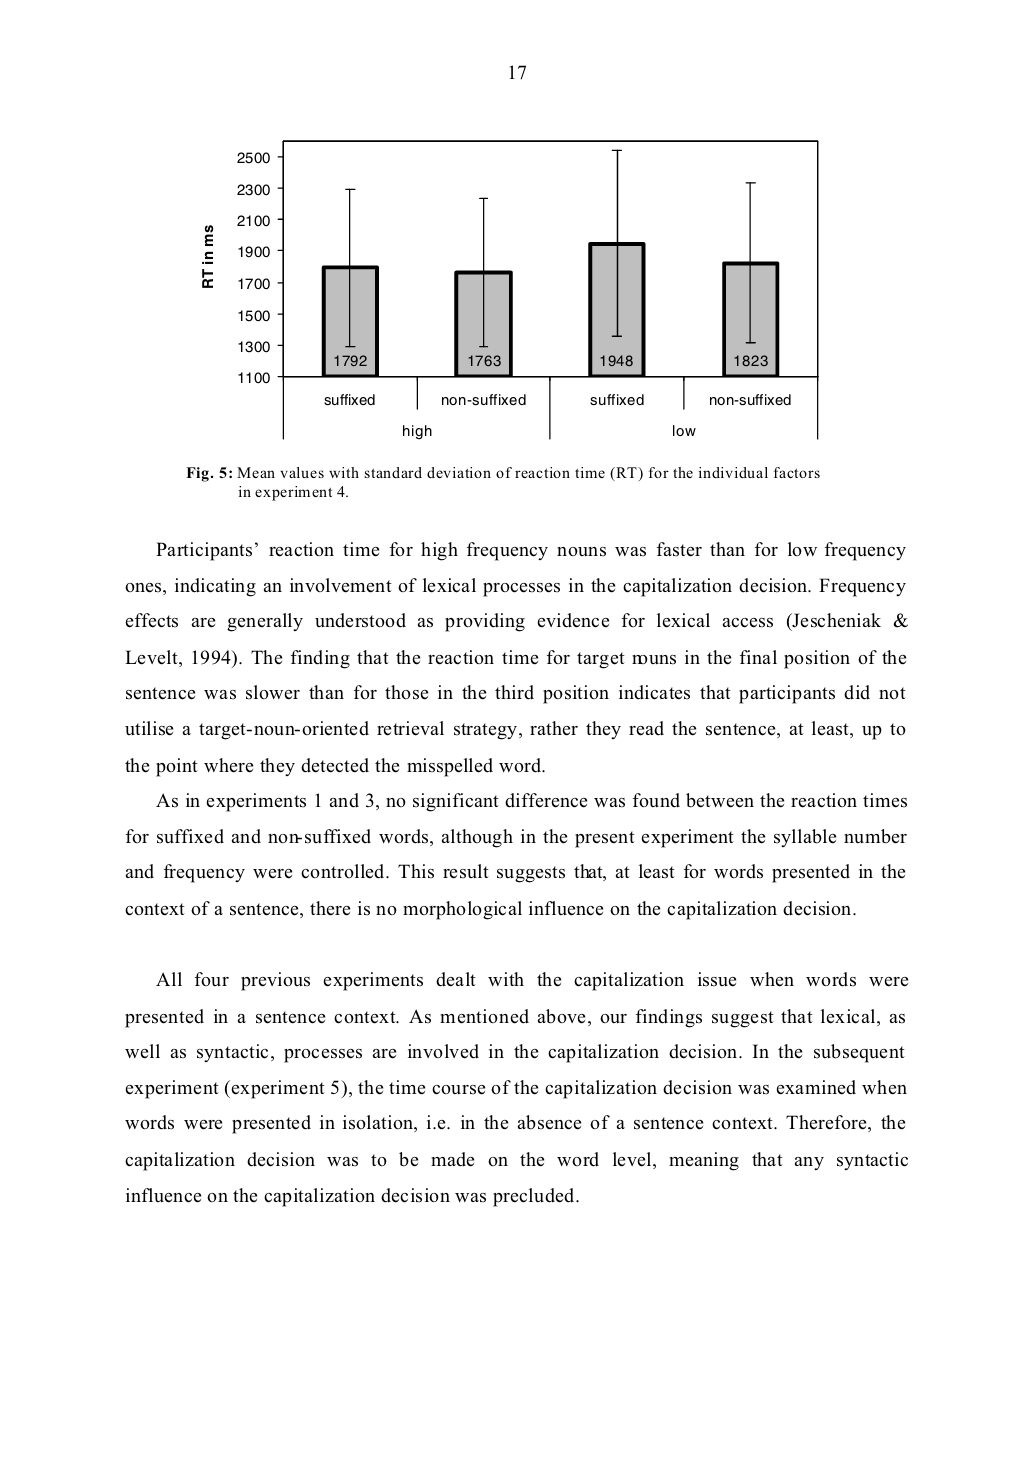 17
2500
2300
2100
1900
1700
1500
1300
1100
RT in ms
1792 1763 1948 1823
suffixed non-suffixed suffixed non-suffixed
high low
Fig. 5: Mean values with standard deviation of reaction time (RT) for the individual factors
in experiment 4.
Participants’ reaction time for high frequency nouns was faster than for low frequency
ones, indicating an involvement of lexical processes in the capitalization decision. Frequency
effects are generally understood as providing evidence for lexical access (Jescheniak &
Levelt, 1994). The finding that the reaction time for target nouns in the final position of the
sentence was slower than for those in the third position indicates that participants did not
utilise a target-noun-oriented retrieval strategy, rather they read the sentence, at least, up to
the point where they detected the misspelled word.
As in experiments 1 and 3, no significant difference was found between the reaction times
for suffixed and non-suffixed words, although in the present experiment the syllable number
and frequency were controlled. This result suggests that, at least for words presented in the
context of a sentence, there is no morphological influence on the capitalization decision.
All four previous experiments dealt with the capitalization issue when words were
presented in a sentence context. As mentioned above, our findings suggest that lexical, as
well as syntactic, processes are involved in the capitalization decision. In the subsequent
experiment (experiment 5), the time course of the capitalization decision was examined when
words were presented in isolation, i.e. in the absence of a sentence context. Therefore, the
capitalization decision was to be made on the word level, meaning that any syntactic
influence on the capitalization decision was precluded.